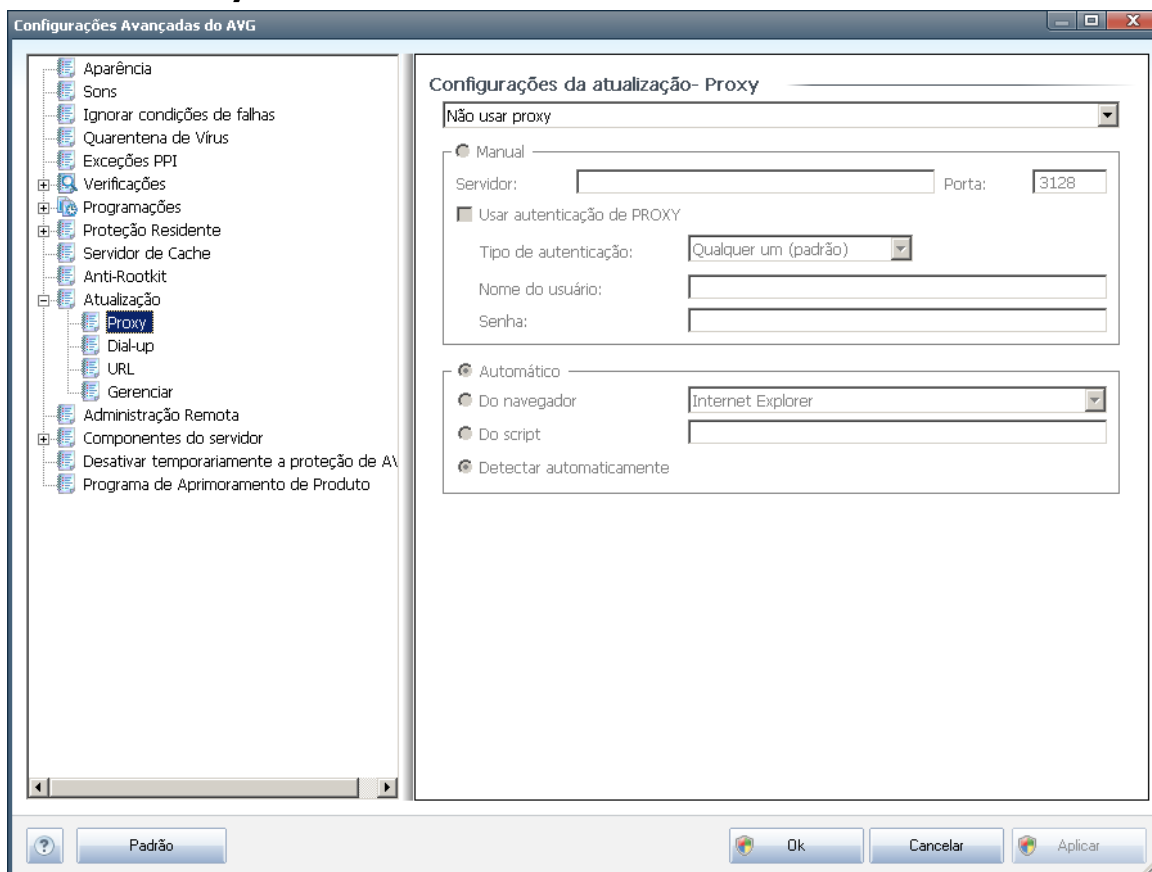 Configurações Avançadas do AVG
Aparência
Sons
Ignorar condições de falhas
Quarentena de Vírus
Exceções PPI
Verificações
Programações
Proteção Residente
Servidor de Cache
Anti-Rootkit
Atualização
Proxy
Dial-up
URL
Gerenciar
Administração Remota
Componentes do servidor
Desativar temporariamente a proteção de AV
Programa de Aprimoramento de Produto
Configurações da atualização- Proxy
Não usar proxy
Manual
Servidor: Porta: 3128
Usar autenticação de PROXY
Tipo de autenticação: Qualquer um (padrão)
Nome do usuário:
Senha:
Automático
Do navegador Internet Explorer
Do script
Detectar automaticamente
? Padrão Ok Cancelar Aplicar